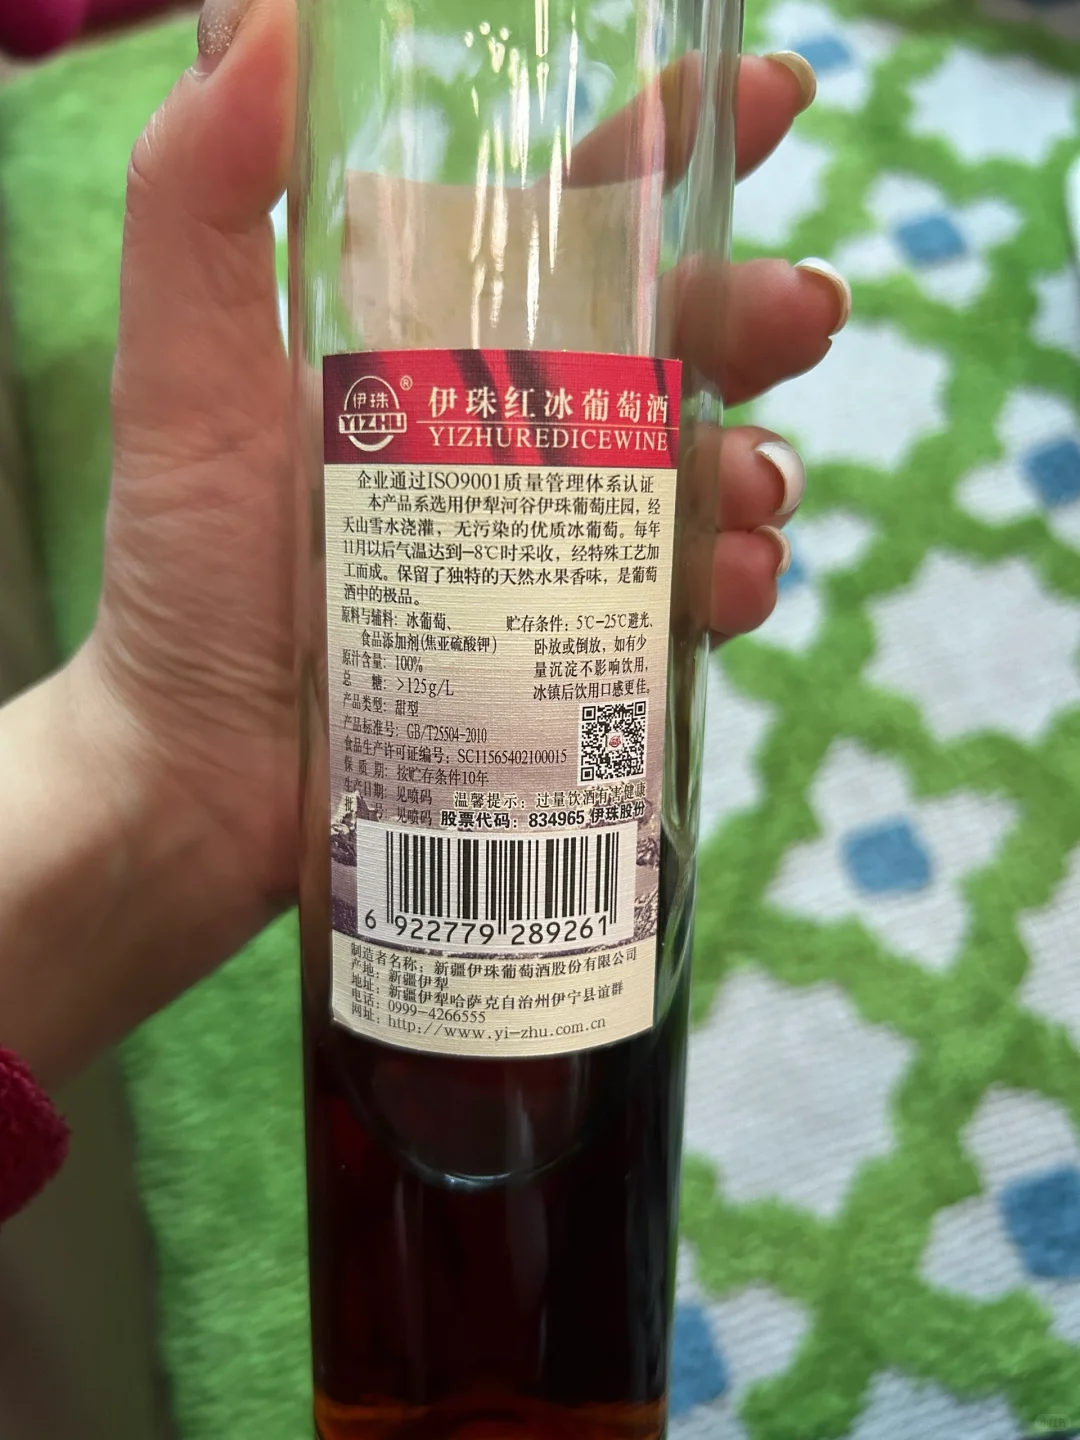 伊珠
YIZHU
®
伊珠红冰葡萄酒
YIZHUREDICEWINE
企业通过ISO9001质量管理体系认证
本产品系选用伊犁河谷伊珠葡萄庄园，经
天山雪水浇灌，无污染的优质冰葡萄。每年
11月以后气温达到-8℃时采收，经特殊工艺加
工而成。保留了独特的天然水果香味，是葡萄
酒中的极品。
原料与辅料：冰葡萄、
食品添加剂(焦亚硫酸钾)
原汁含量：100%
总 糖：>125g/L
产品类型：甜型
产品标准号：GB/T25504-2010
食品生产许可证编号：SC11565402100015
保 质 期：按贮存条件10年
生产日期：见喷码
批 号：见喷码
贮存条件：5℃-25℃避光、
卧放或倒放，如有少
量沉淀不影响饮用，
冰镇后饮用口感更佳。
温馨提示：过量饮酒有害健康
股票代码：834965 伊珠股份
6 922779 289261
制造者名称：新疆伊珠葡萄酒股份有限公司
产地：新疆伊犁
地址：新疆伊犁哈萨克自治州伊宁县谊群
电话：0999-4266555
网址：http://www.yi-zhu.com.cn